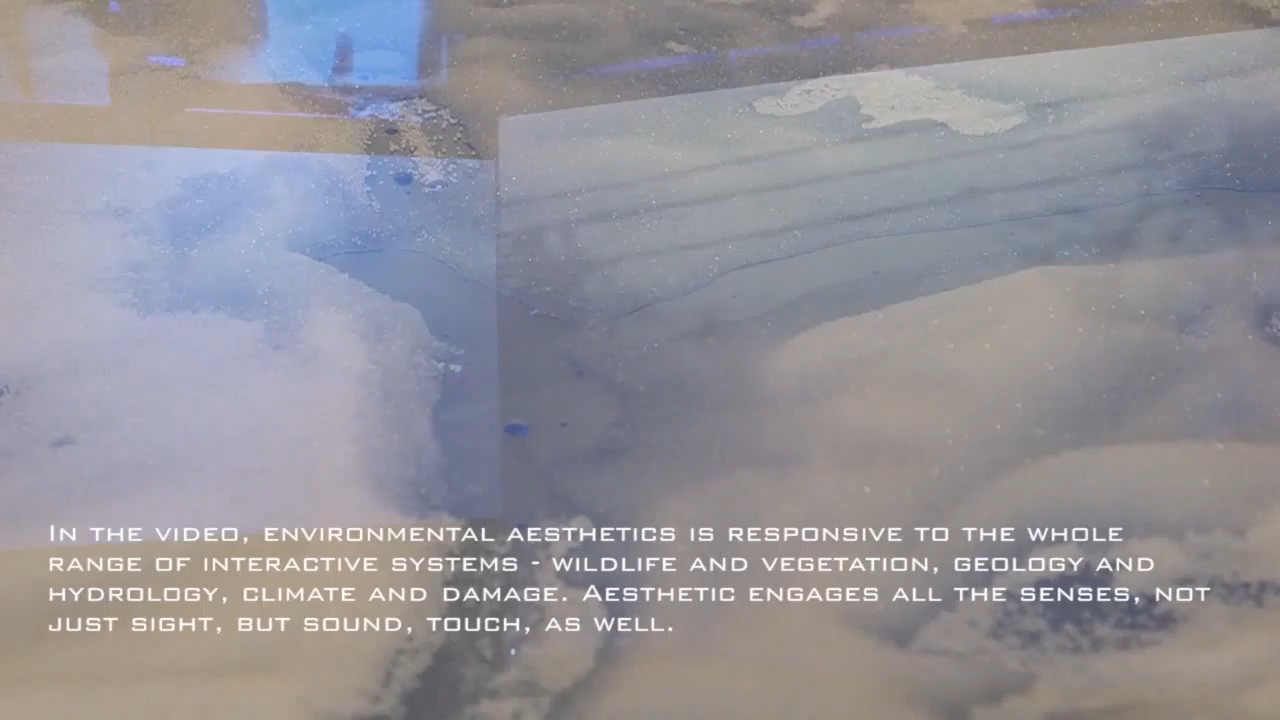 In the video, environmental aesthetics is responsive to the whole
range of interactive systems - wildlife and vegetation, geology and
hydrology, climate and damage. Aesthetic engages all the senses, not
just sight, but sound, touch, as well.